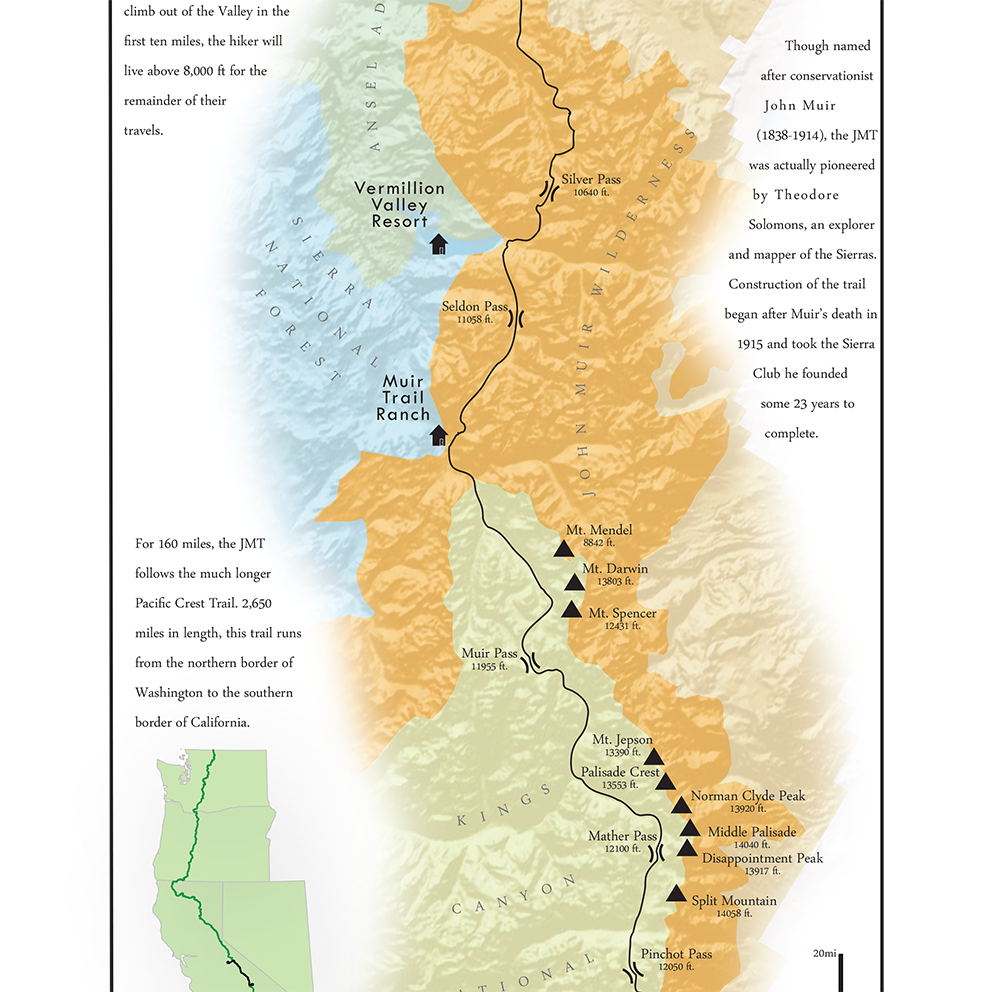 climb out of the Valley in the
first ten miles, the hiker will
live above 8,000 ft for the
remainder of their
travels.
ANSEL AD
Though named
after conservationist
John Muir
(1838-1914), the JMT
was actually pioneered
by Theodore
Solomons, an explorer
and mapper of the Sierras.
Construction of the trail
began after Muir's death in
1915 and took the Sierra
Club he founded
some 23 years to
complete.
Silver Pass
10640 ft.
Vermillion
Valley
Resort
SIERRA
NATIONAL
FOREST
JOHN MUIR WILDERNESS
Seldon Pass
11058 ft.
Muir
Trail
Ranch
Mt. Mendel
8842 ft.
Mt. Darwin
13803 ft.
Mt. Spencer
12431 ft.
For 160 miles, the JMT
follows the much longer
Pacific Crest Trail. 2,650
miles in length, this trail runs
from the northern border of
Washington to the southern
border of California.
Muir Pass
11955 ft.
Mt. Jepson
13390 ft.
Palisade Crest
13553 ft.
Norman Clyde Peak
13920 ft.
Middle Palisade
14040 ft.
Mather Pass
12100 ft.
Disappointment Peak
13917 ft.
Split Mountain
14058 ft.
KINGS
CANYON
TIONAL
Pinchot Pass
12050 ft.
20mi